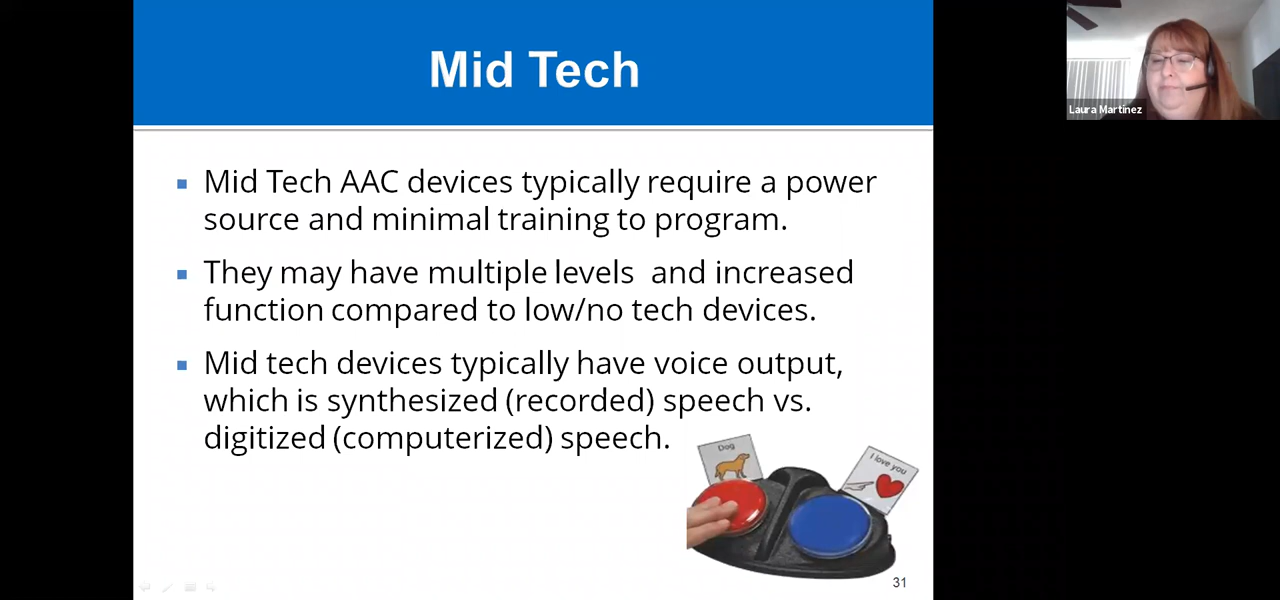 Mid Tech
Laura Martinez
Mid Tech AAC devices typically require a power
source and minimal training to program.
They may have multiple levels  and increased
function compared to low/no tech devices.
Mid tech devices typically have voice output,
which is synthesized (recorded) speech vs.
digitized (computerized) speech.
Dog
I love you
31